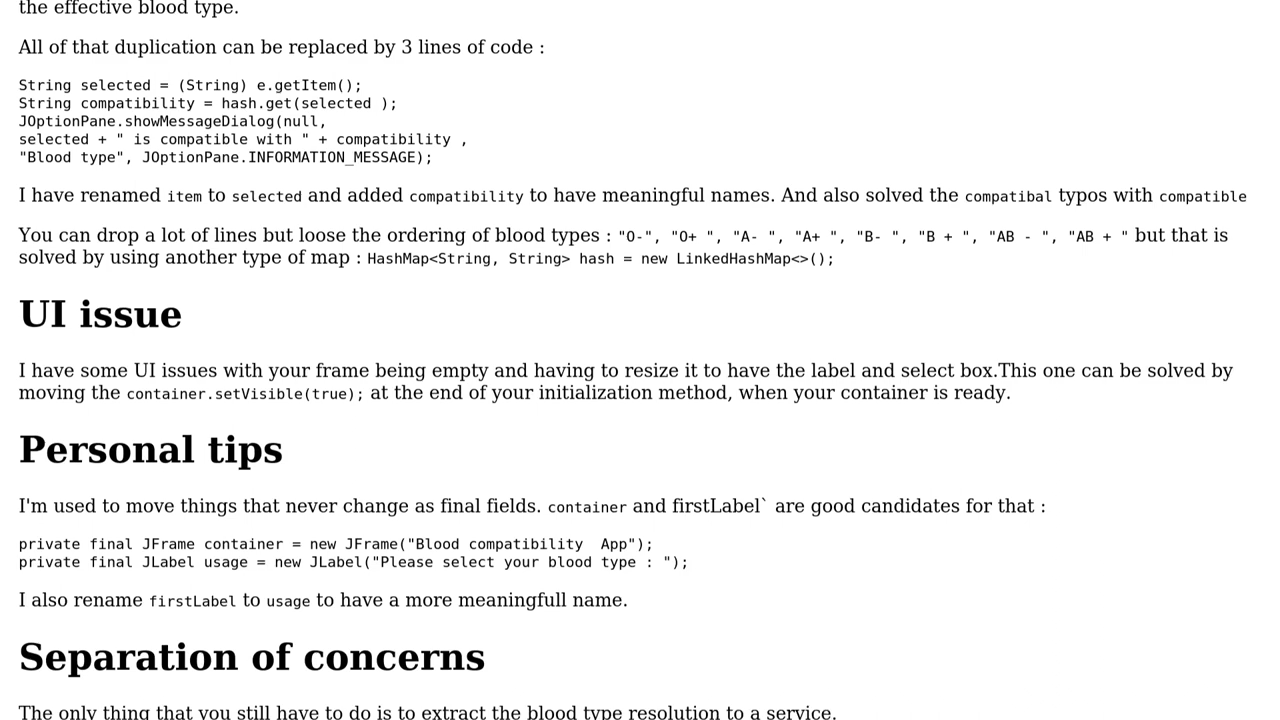 the effective blood type.
All of that duplication can be replaced by 3 lines of code :
String selected = (String) e.getItem();
String compatibility = hash.get(selected );
JOptionPane.showMessageDialog(null,
selected + " is compatible with " + compatibility ,
"Blood type", JOptionPane.INFORMATION_MESSAGE);
I have renamed item to selected and added compatibility to have meaningful names. And also solved the compatibal typos with compatible
You can drop a lot of lines but loose the ordering of blood types : "O-", "O+ ", "A- ", "A+ ", "B- ", "B + ", "AB - ", "AB + " but that is
solved by using another type of map : HashMap<String, String> hash = new LinkedHashMap<>();
UI issue
I have some UI issues with your frame being empty and having to resize it to have the label and select box.This one can be solved by
moving the container.setVisible(true); at the end of your initialization method, when your container is ready.
Personal tips
I'm used to move things that never change as final fields. container and firstLabel` are good candidates for that :
private final JFrame container = new JFrame("Blood compatibility  App");
private final JLabel usage = new JLabel("Please select your blood type : ");
I also rename firstLabel to usage to have a more meaningfull name.
Separation of concerns
The only thing that you still have to do is to extract the blood type resolution to a service.